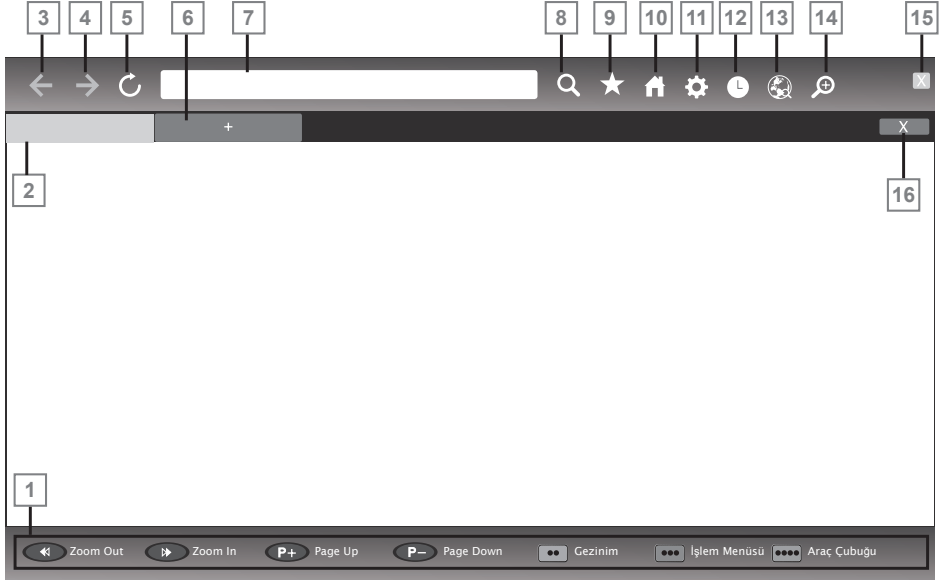 3 4 5 6 7 8 9 10 11 12 13 14 15
X
+ X
2 16
1
Zoom Out Zoom In P+ Page Up P− Page Down Gezinim İşlem Menüsü Araç Çubuğu